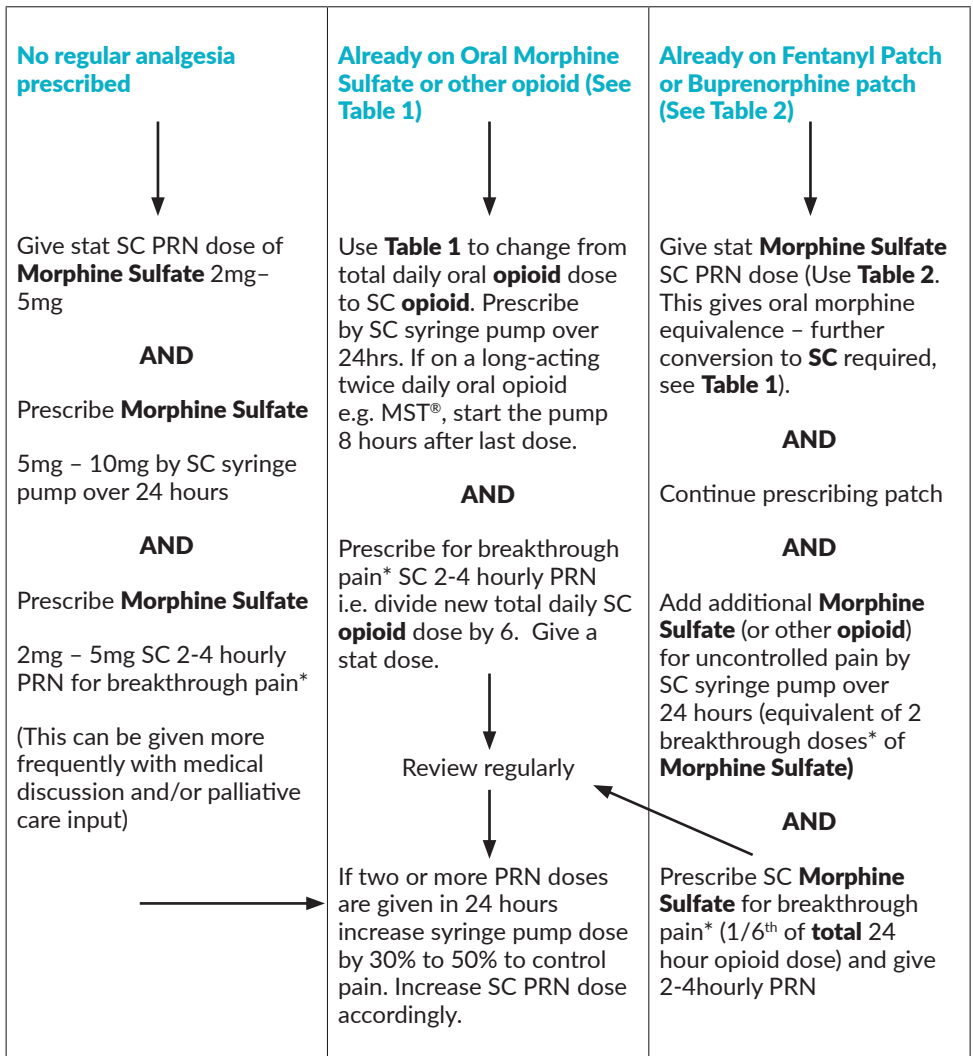 No regular analgesia
prescribed
Give stat SC PRN dose of
Morphine Sulfate 2mg–
5mg
AND
Prescribe Morphine Sulfate
5mg – 10mg by SC syringe
pump over 24 hours
AND
Prescribe Morphine Sulfate
2mg – 5mg SC 2-4 hourly
PRN for breakthrough pain*
(This can be given more
frequently with medical
discussion and/or palliative
care input)
Already on Oral Morphine
Sulfate or other opioid (See
Table 1)
Use Table 1 to change from
total daily oral opioid dose
to SC opioid. Prescribe
by SC syringe pump over
24hrs. If on a long-acting
twice daily oral opioid
e.g. MST®, start the pump
8 hours after last dose.
AND
Prescribe for breakthrough
pain* SC 2-4 hourly PRN
i.e. divide new total daily SC
opioid dose by 6.  Give a
stat dose.
Review regularly
If two or more PRN doses
are given in 24 hours
increase syringe pump dose
by 30% to 50% to control
pain. Increase SC PRN dose
accordingly.
Already on Fentanyl Patch
or Buprenorphine patch
(See Table 2)
Give stat Morphine Sulfate
SC PRN dose (Use Table 2.
This gives oral morphine
equivalence – further
conversion to SC required,
see Table 1).
AND
Continue prescribing patch
AND
Add additional Morphine
Sulfate (or other opioid)
for uncontrolled pain by
SC syringe pump over
24 hours (equivalent of 2
breakthrough doses* of
Morphine Sulfate)
AND
Prescribe SC Morphine
Sulfate for breakthrough
pain* (1/6th of total 24
hour opioid dose) and give
2-4hourly PRN